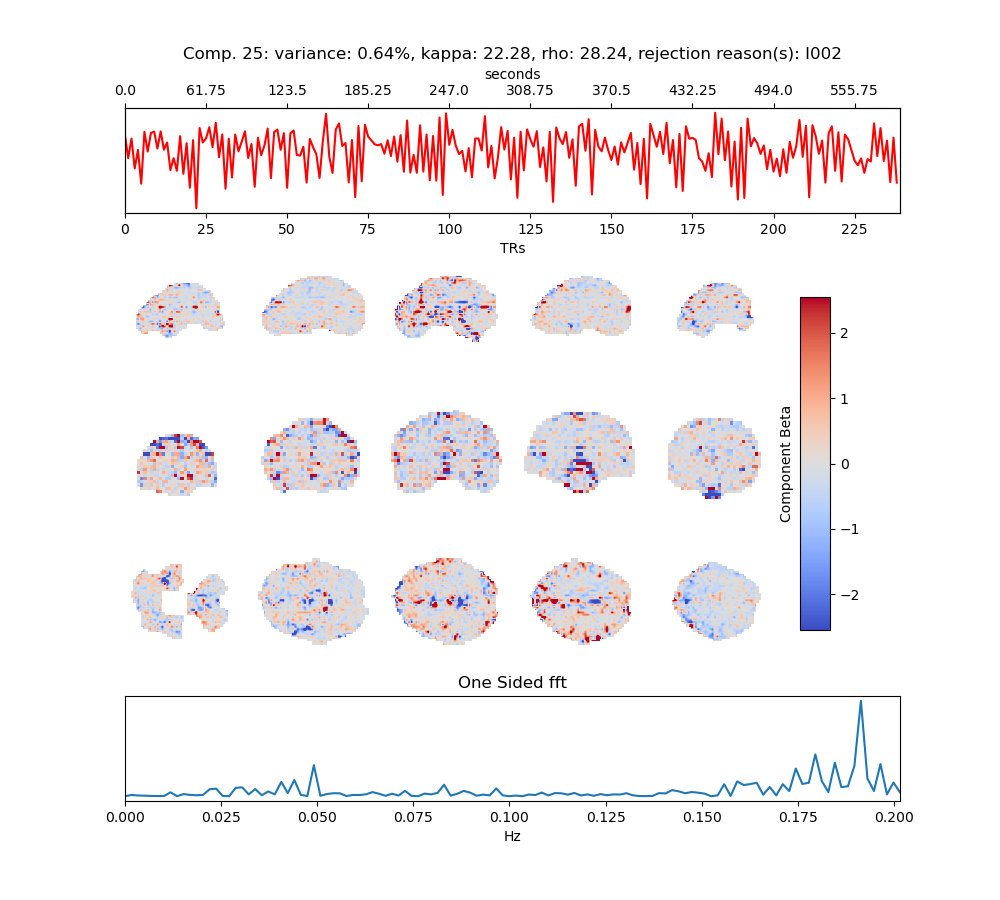 Comp. 25: variance: 0.64%, kappa: 22.28, rho: 28.24, rejection reason(s): I002
seconds
0.0 61.75 123.5 185.25 247.0 308.75 370.5 432.25 494.0 555.75
0 25 50 75 100 125 150 175 200 225
TRs
2
1
0
−1
−2
Component Beta
One Sided fft
0.000 0.025 0.050 0.075 0.100 0.125 0.150 0.175 0.200
Hz